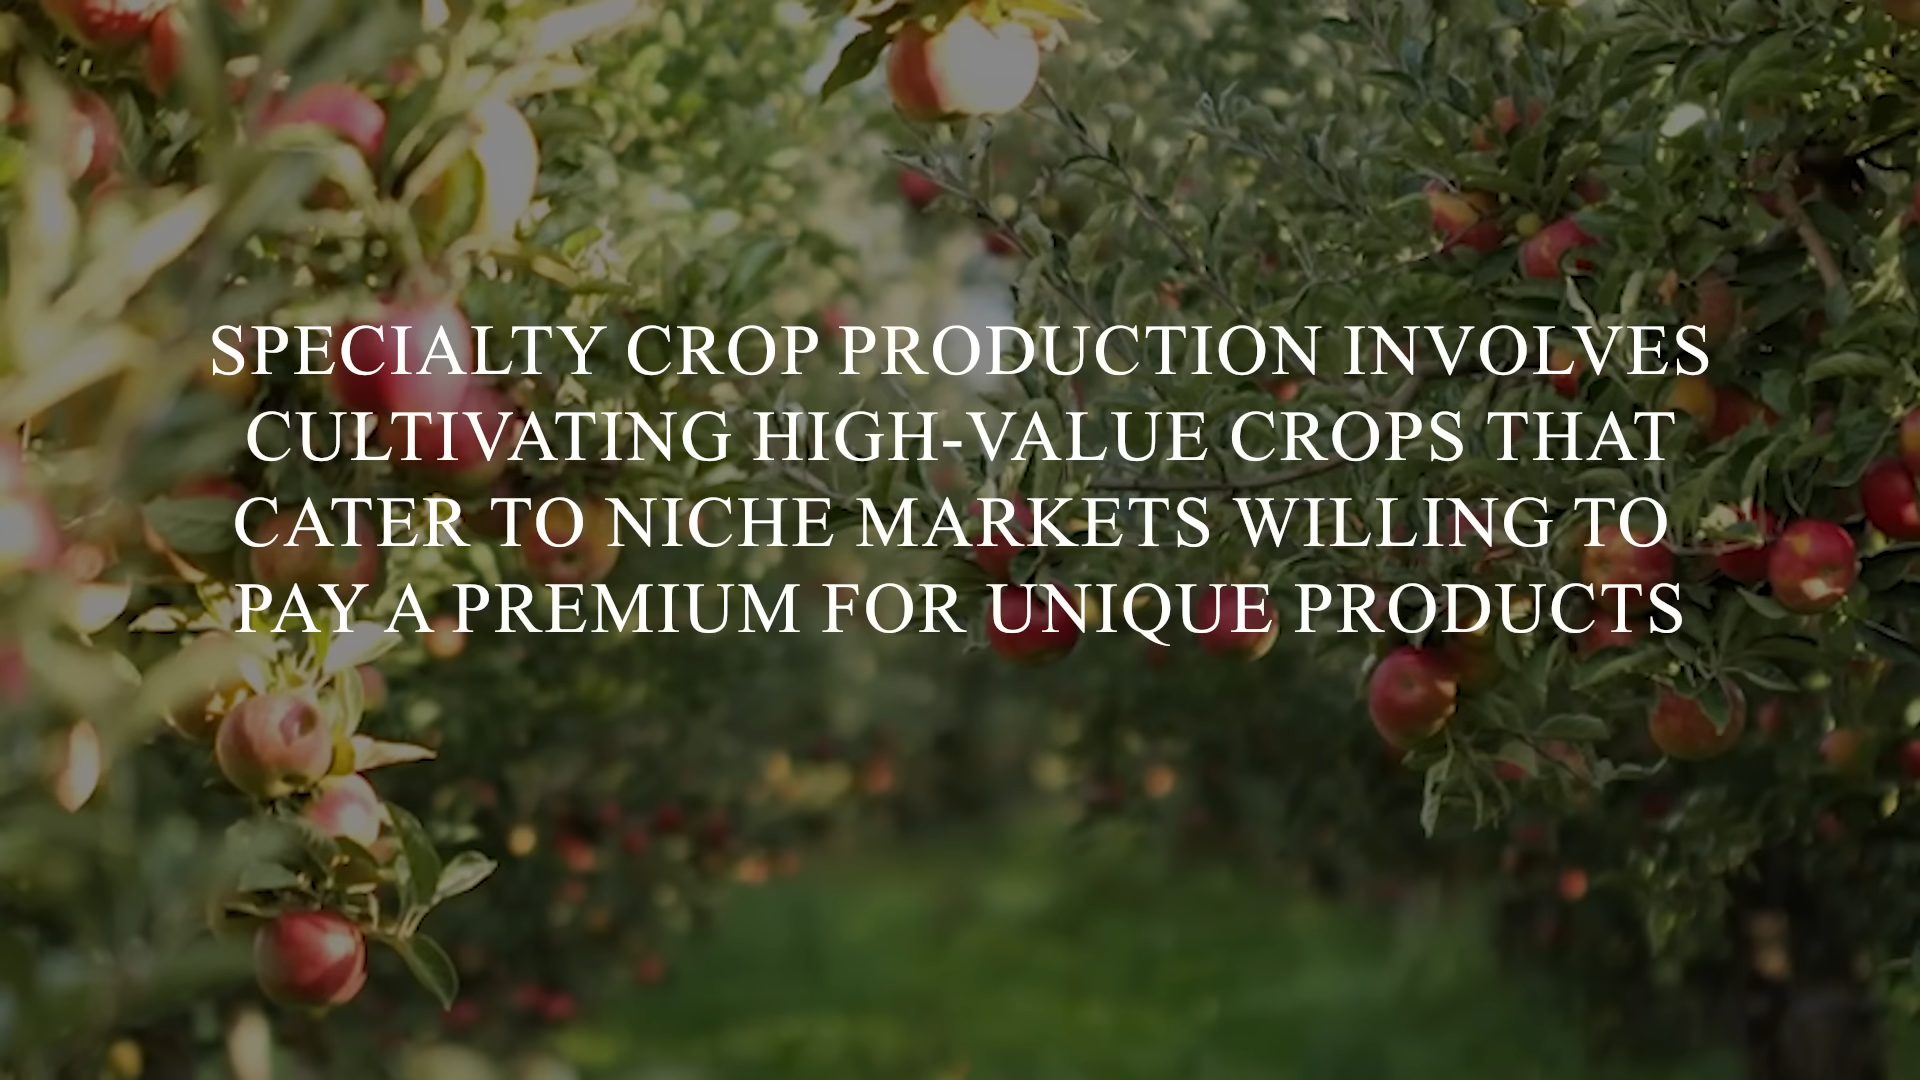 SPECIALTY CROP PRODUCTION INVOLVES
CULTIVATING HIGH-VALUE CROPS THAT
CATER TO NICHE MARKETS WILLING TO
PAY A PREMIUM FOR UNIQUE PRODUCTS